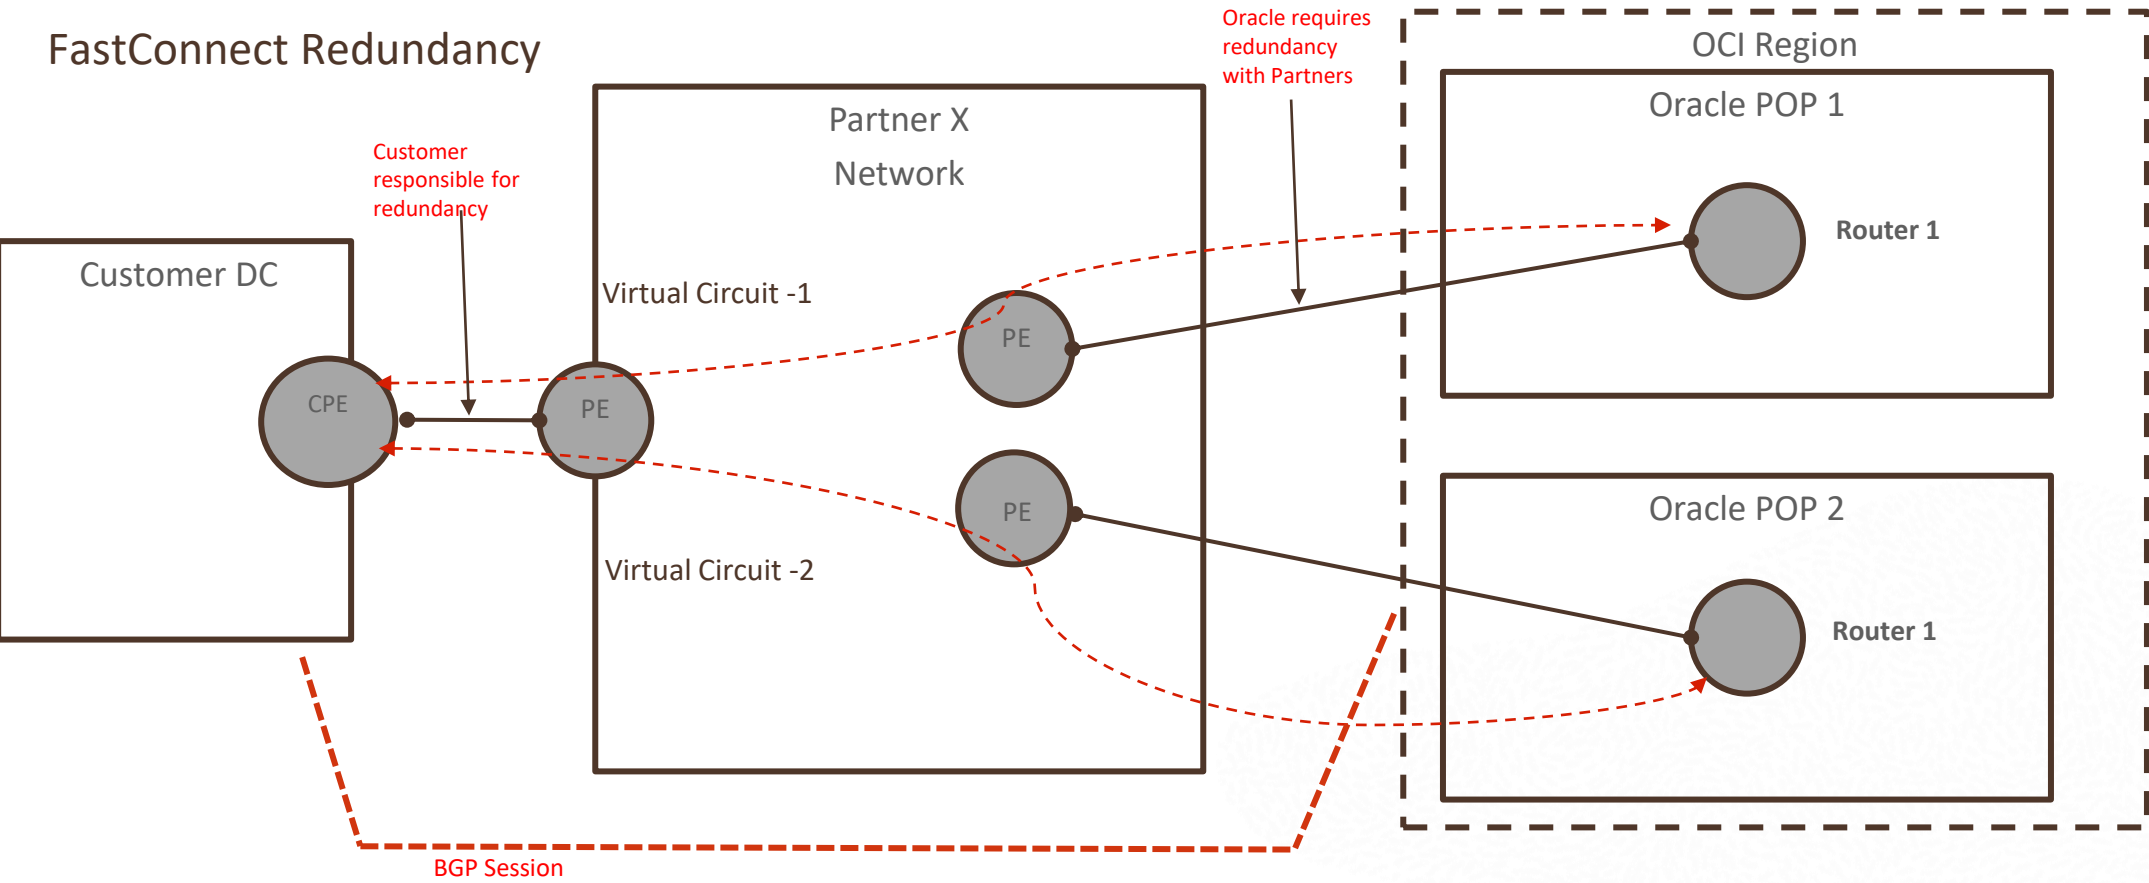 FastConnect Redundancy
Oracle requires
redundancy
with Partners
OCI Region
Oracle POP 1
Partner X
Network
Customer
responsible for
redundancy
Router 1
Customer DC
Virtual Circuit -1
PE
CPE
PE
Oracle POP 2
PE
Virtual Circuit -2
Router 1
BGP Session